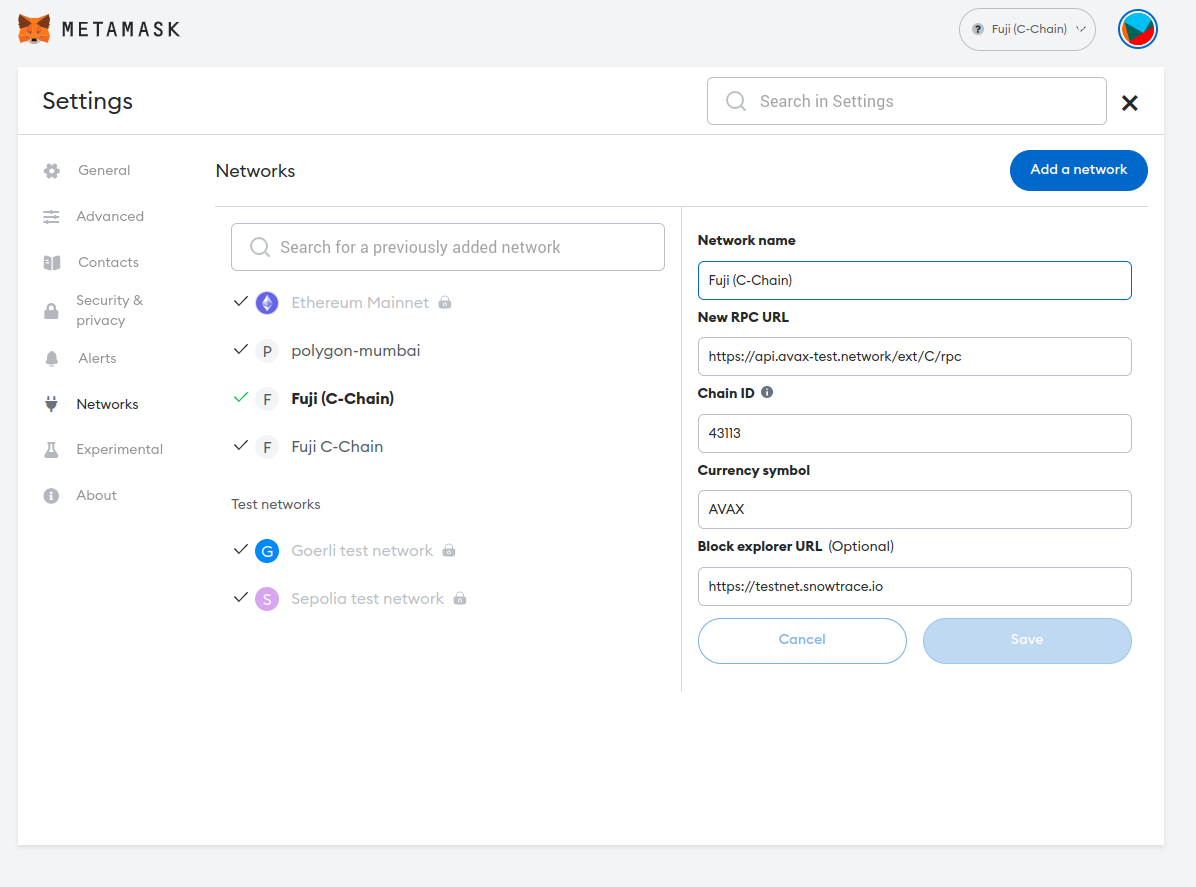 METAMASK
? Fuji (C-Chain)
Settings
Search in Settings
General
Advanced
Contacts
Security &
privacy
Alerts
Networks
Experimental
About
Networks
Add a network
Search for a previously added network
Ethereum Mainnet
P polygon-mumbai
F Fuji (C-Chain)
F Fuji C-Chain
Test networks
G Goerli test network
S Sepolia test network
Network name
Fuji (C-Chain)
New RPC URL
https://api.avax-test.network/ext/C/rpc
Chain ID
43113
Currency symbol
AVAX
Block explorer URL (Optional)
https://testnet.snowtrace.io
Cancel
Save